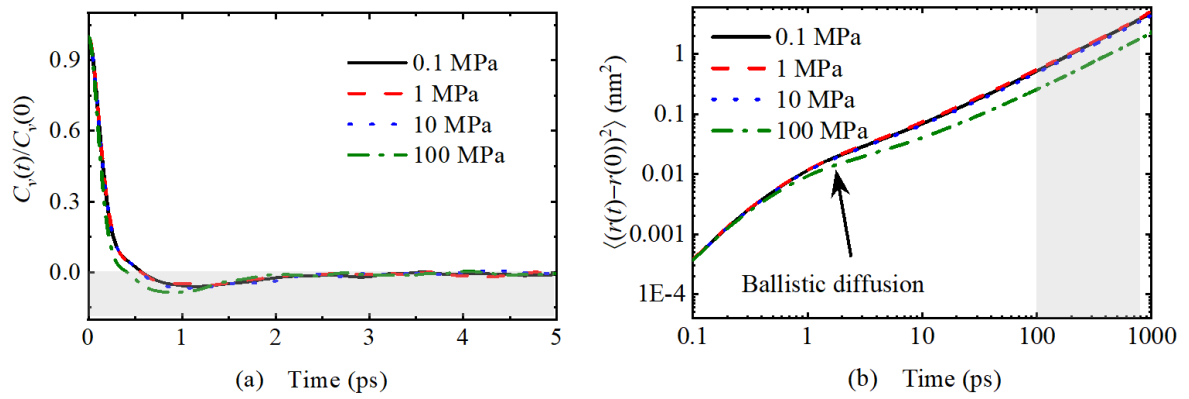 0.9
0.6
0.3
0.0
C_v(t)/C_v(0)
0.1 MPa
1 MPa
10 MPa
100 MPa
0 1 2 3 4 5
(a) Time (ps)
1
0.1
0.01
0.001
1E-4
⟨(r(t)−r(0))²⟩ (nm²)
0.1 MPa
1 MPa
10 MPa
100 MPa
Ballistic diffusion
0.1 1 10 100 1000
(b) Time (ps)